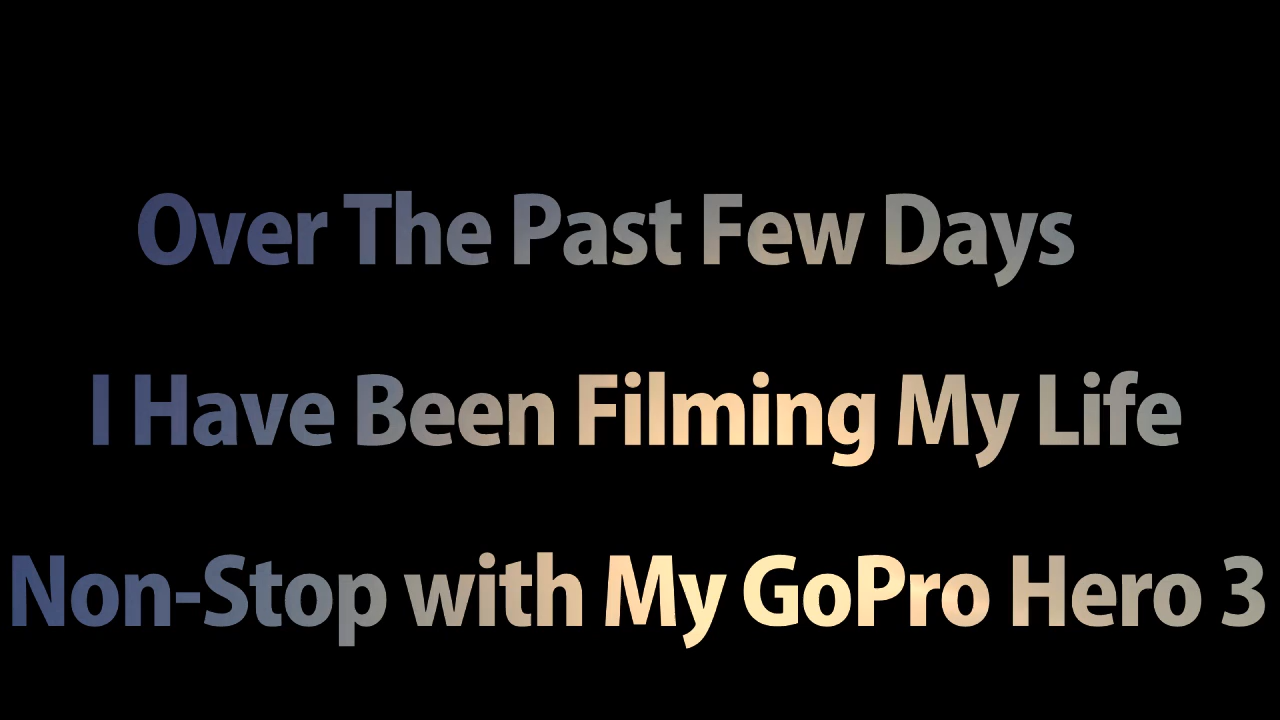 Over The Past Few Days
I Have Been Filming My Life
Non-Stop with My GoPro Hero 3